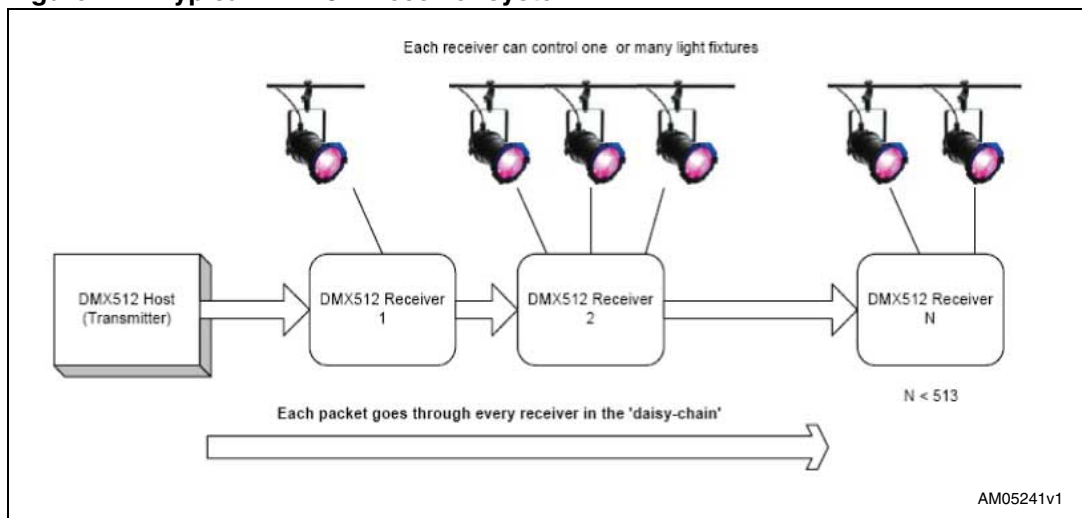 Each receiver can control one or many light fixtures
DMX512 Host
(Transmitter)
DMX512 Receiver
1
DMX512 Receiver
2
DMX512 Receiver
N
N < 513
Each packet goes through every receiver in the 'daisy-chain'
AM05241v1